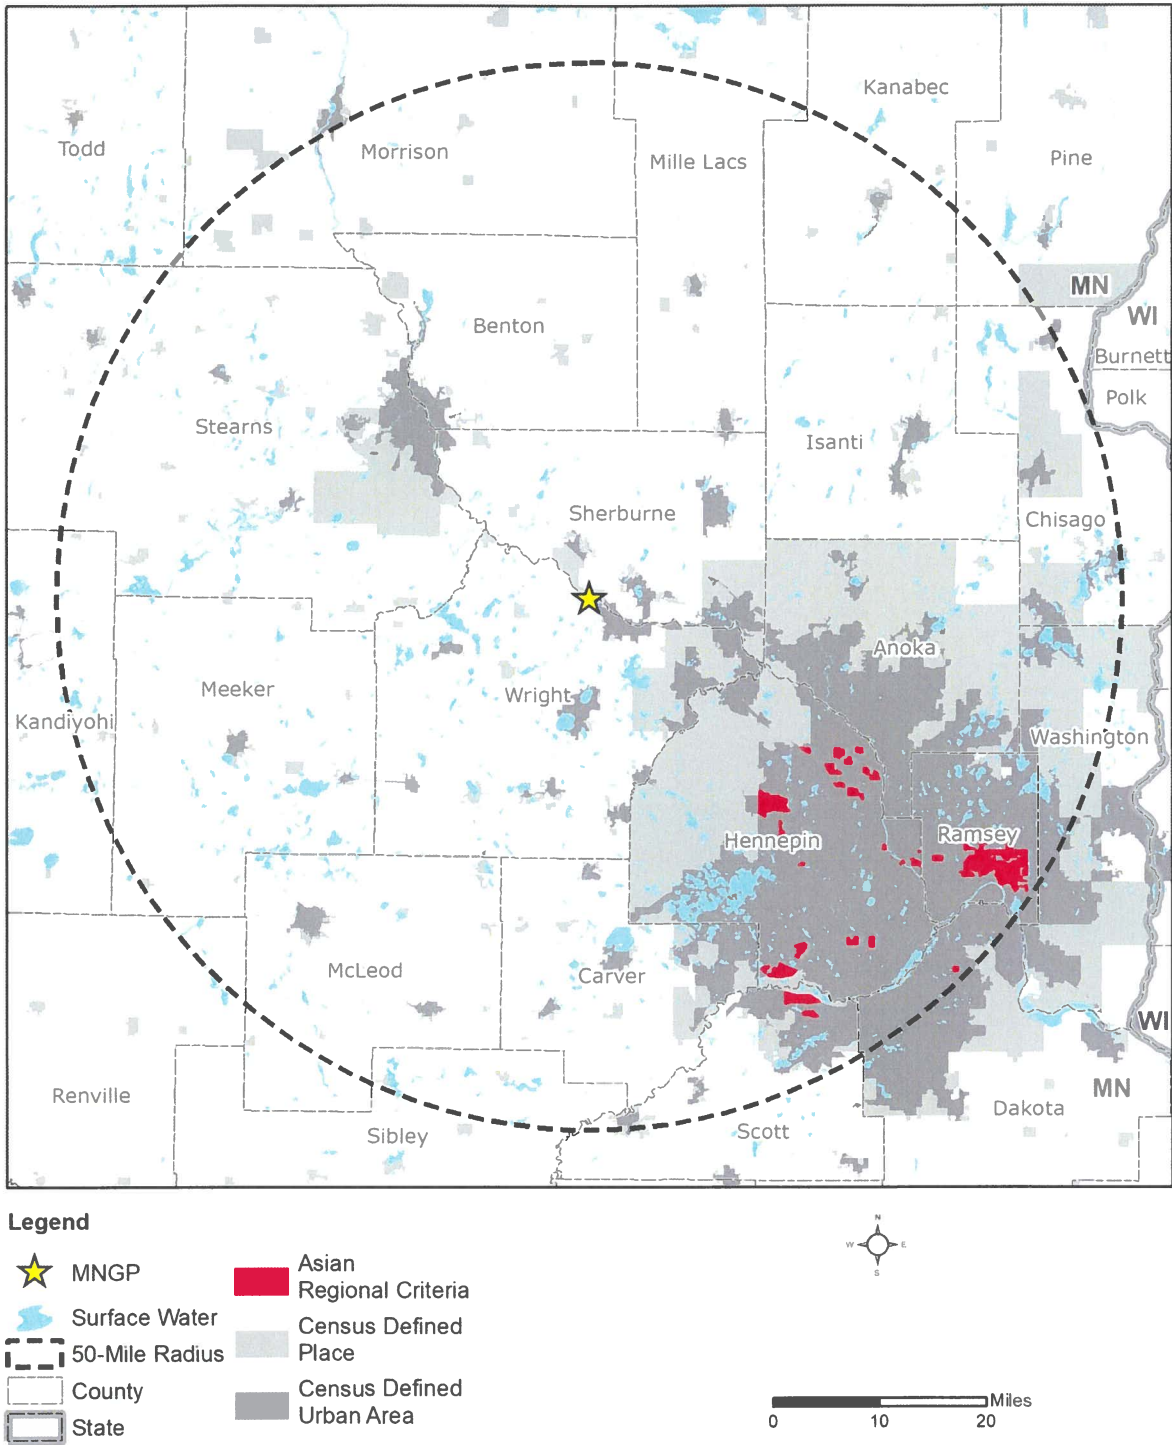 Kanabec
Todd
Morrison
Mille Lacs
Pine
MN
WI
Benton
Burnett
Polk
Stearns
Isanti
Sherburne
Chisago
Anoka
Meeker
Wright
Kandiyohi
Washington
Hennepin
Ramsey
McLeod
Carver
WI
Renville
MN
Dakota
Sibley
Scott
Legend
MNGP
Surface Water
50-Mile Radius
County
State
Asian
Regional Criteria
Census Defined
Place
Census Defined
Urban Area
N
W E
S
Miles
0 10 20